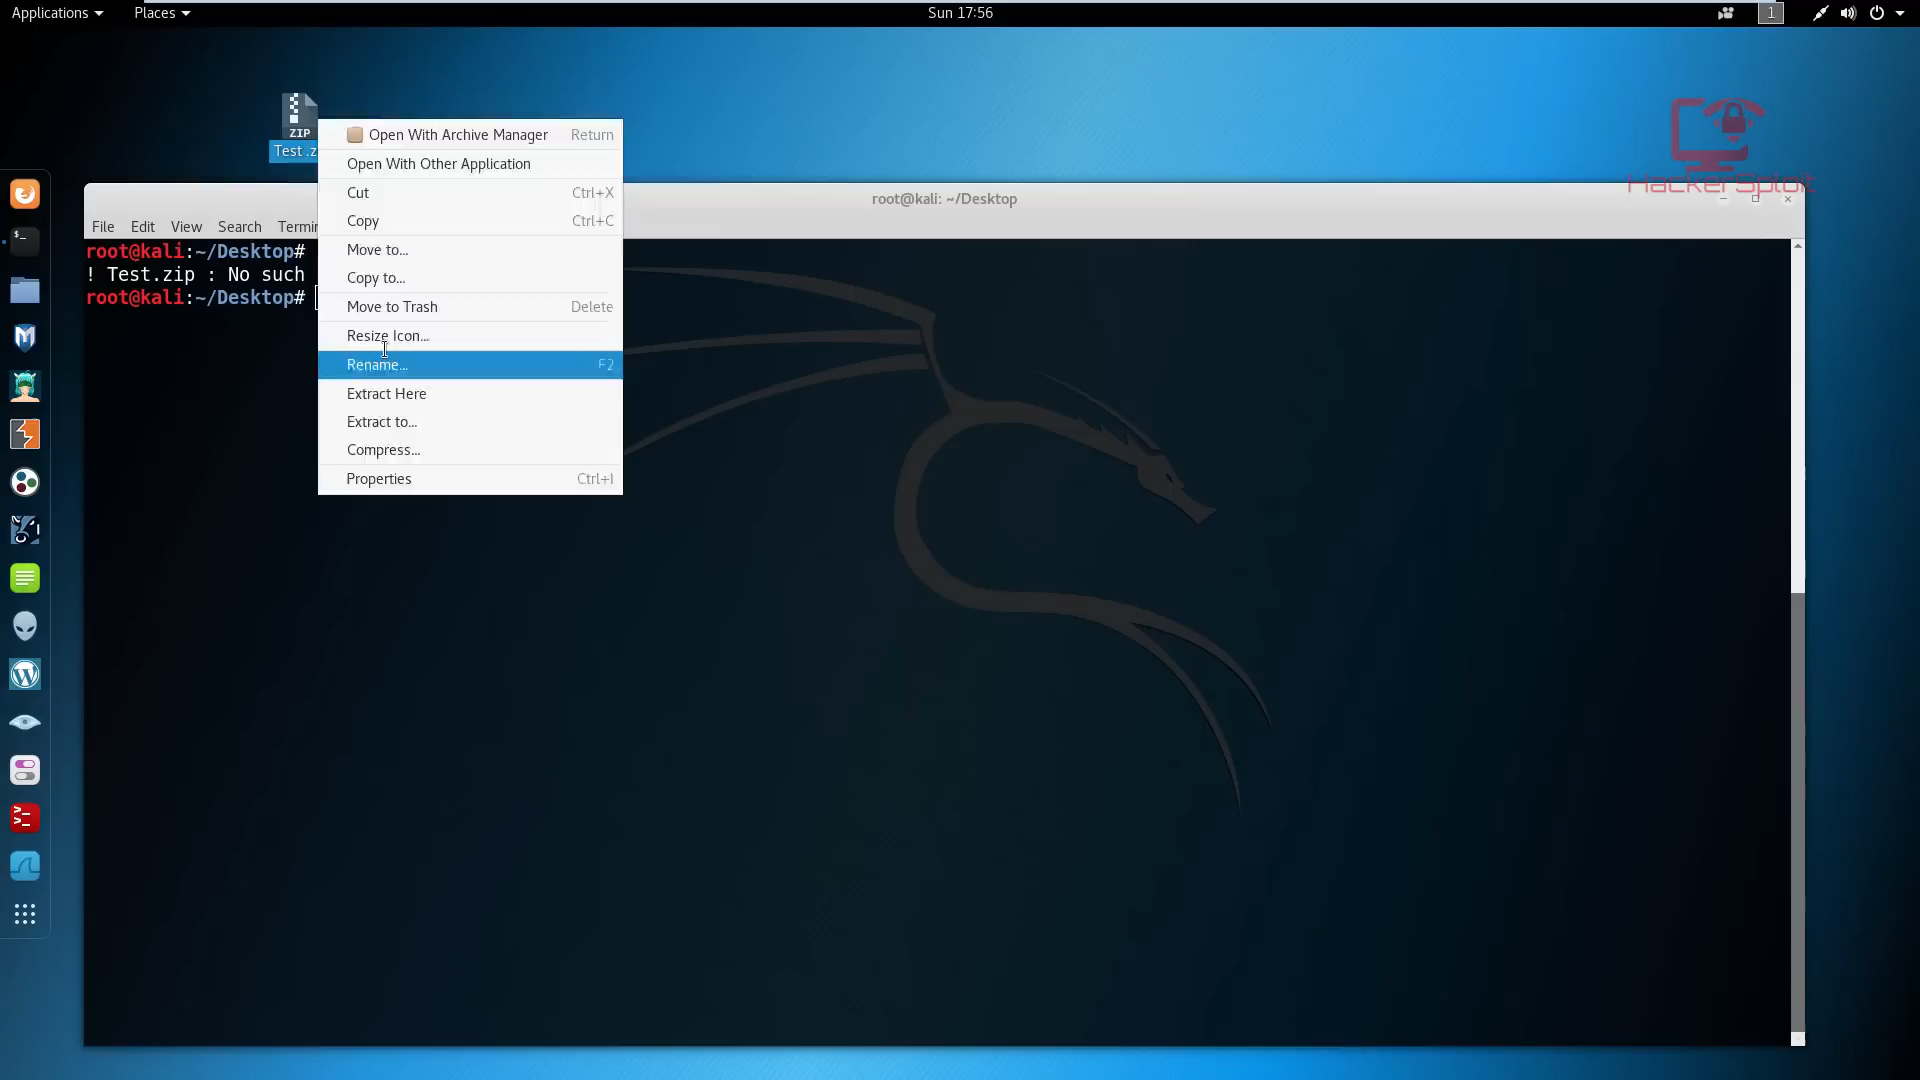 Applications
Places
Sun 17:56
1
ZIP
Test .z
HackerSploit
Open With Archive Manager Return
Open With Other Application
Cut Ctrl+X
Copy Ctrl+C
Move to...
Copy to...
Move to Trash Delete
Resize Icon...
Rename... F2
Extract Here
Extract to...
Compress...
Properties Ctrl+I
root@kali: ~/Desktop
File Edit View Search Termin
root@kali:~/Desktop#
! Test.zip : No such
root@kali:~/Desktop#